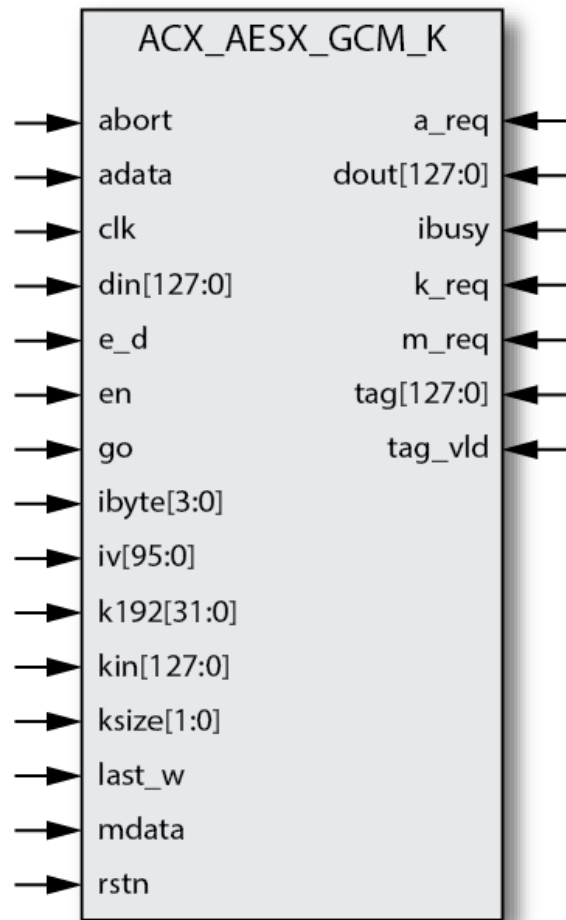 ACX_AESX_GCM_K
abort
a_req
adata
dout[127:0]
clk
ibusy
din[127:0]
k_req
e_d
m_req
en
tag[127:0]
go
tag_vld
ibyte[3:0]
iv[95:0]
k192[31:0]
kin[127:0]
ksize[1:0]
last_w
mdata
rstn